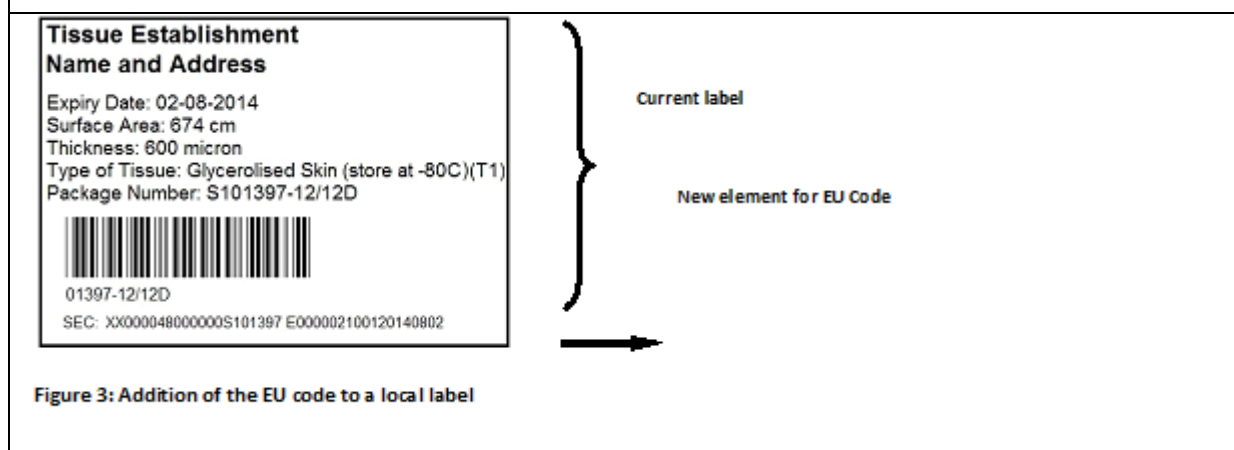 Tissue Establishment
Name and Address
Expiry Date: 02-08-2014
Surface Area: 674 cm
Thickness: 600 micron
Type of Tissue: Glycerolised Skin (store at -80C)(T1)
Package Number: S101397-12/12D
01397-12/12D
SEC: XX000048000000S101397 E000002100120140802
Current label
New element for EU Code
Figure 3: Addition of the EU code to a local label